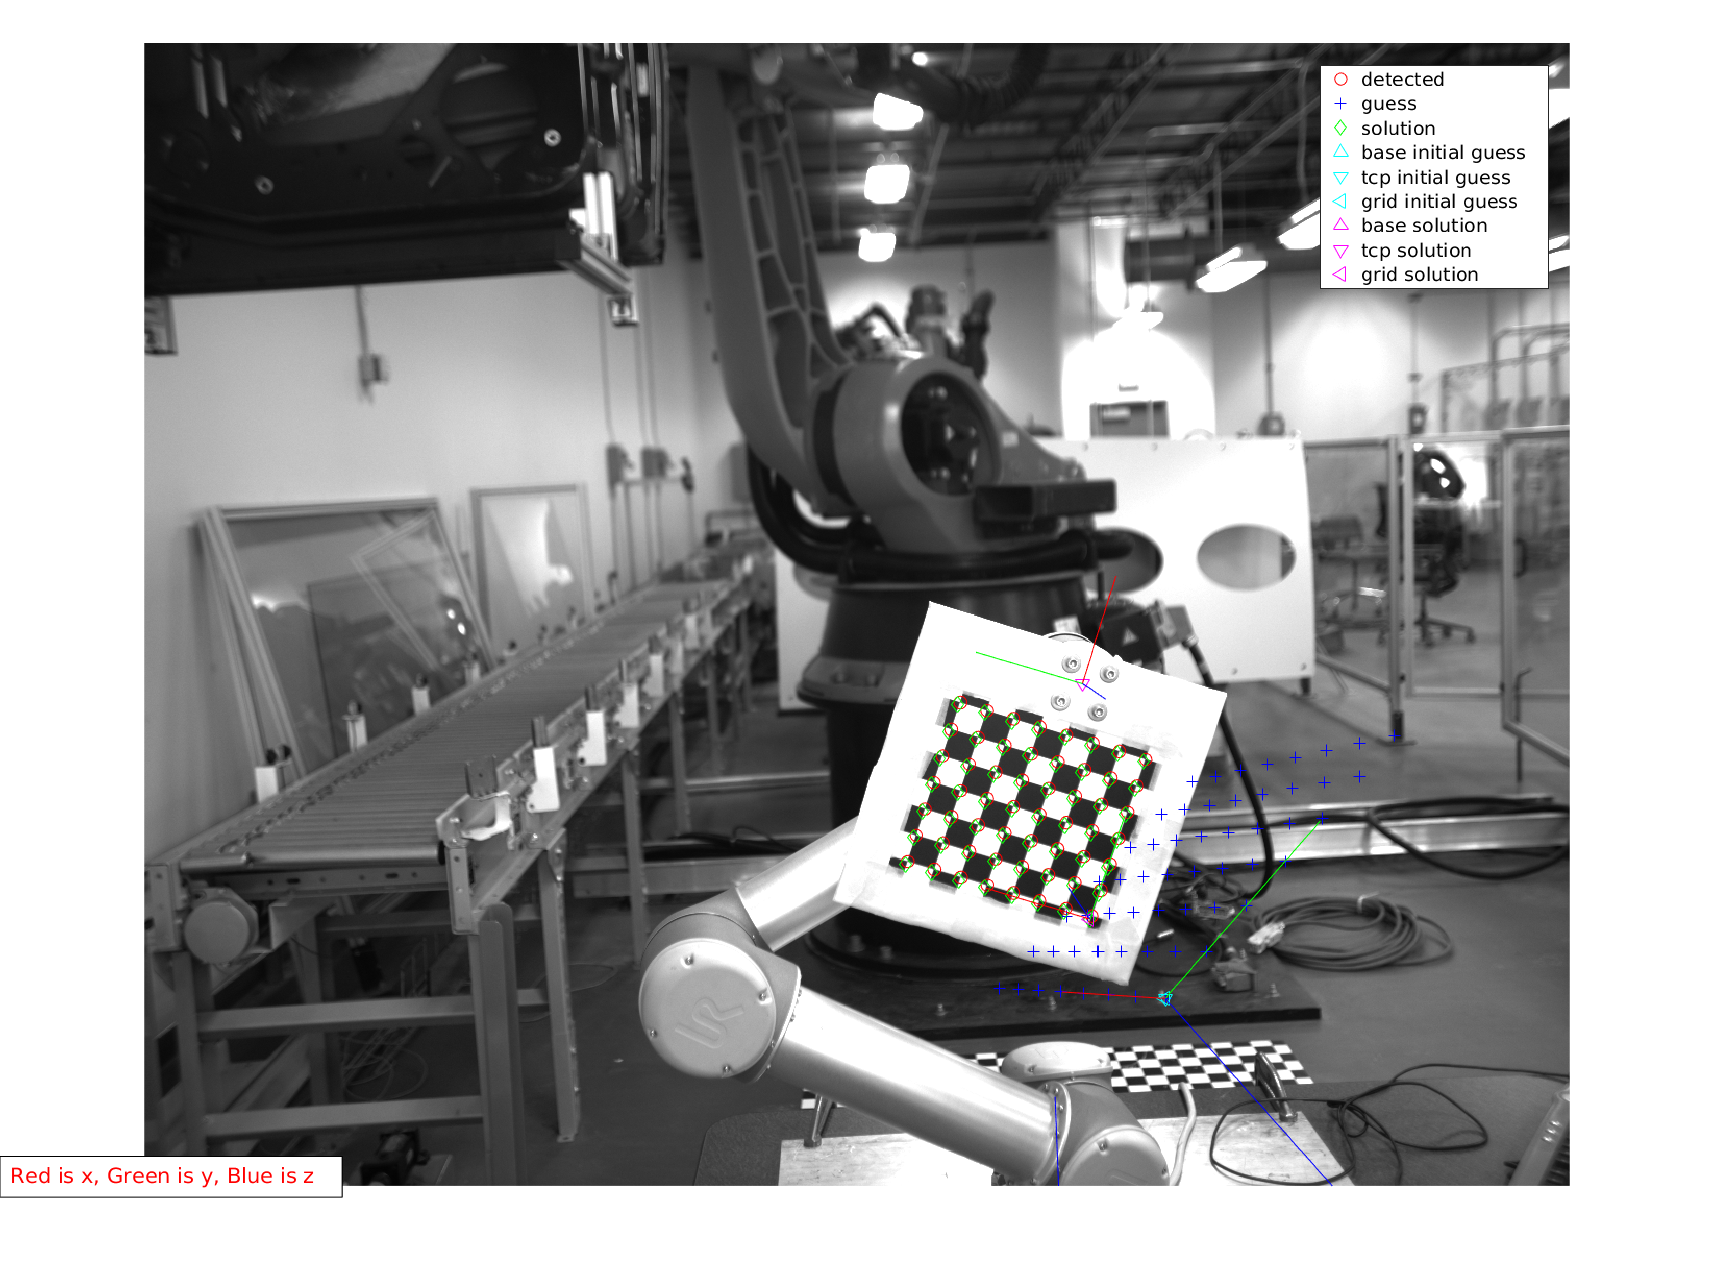 detected
guess
solution
base initial guess
tcp initial guess
grid initial guess
base solution
tcp solution
grid solution
UR
Red is x, Green is y, Blue is z